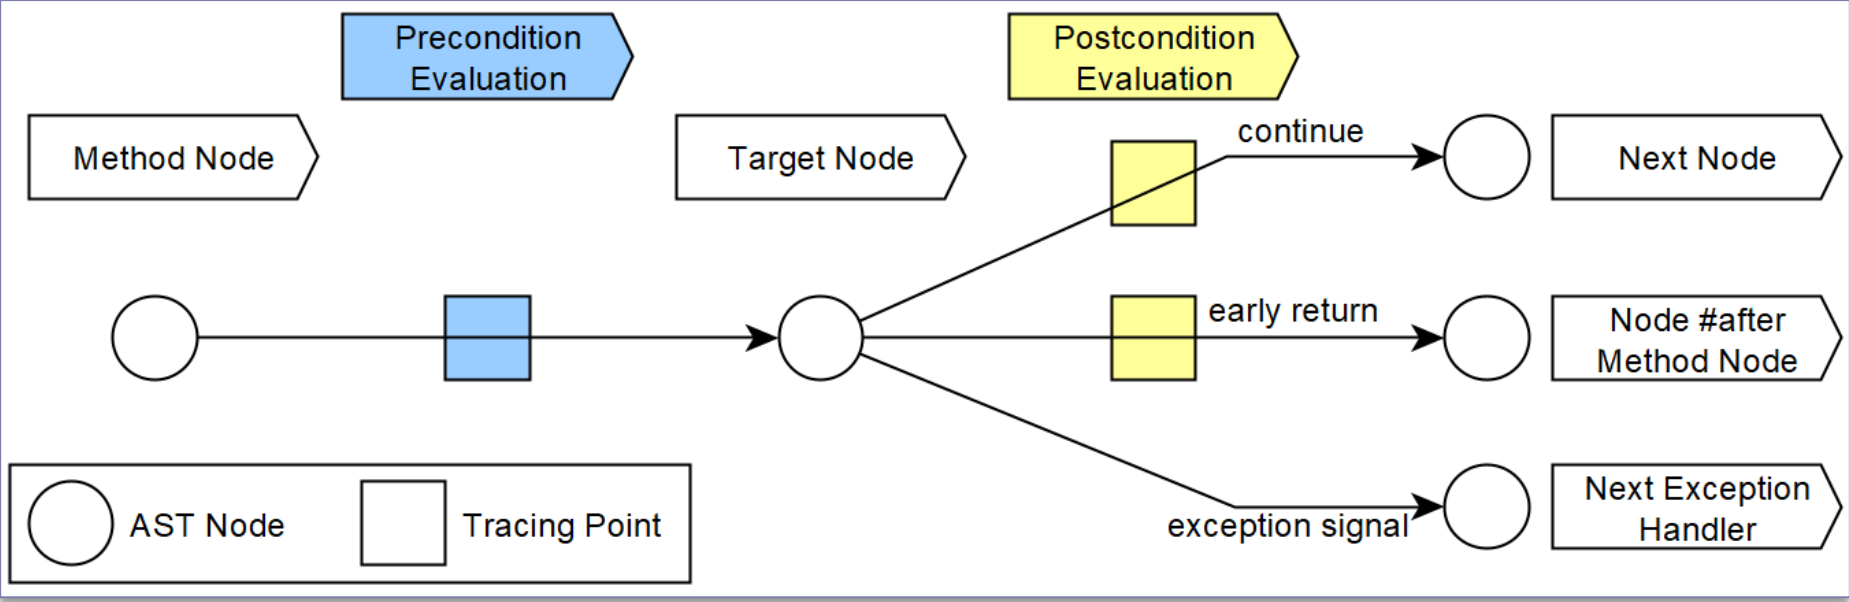 Precondition
Evaluation
Postcondition
Evaluation
Method Node
Target Node
continue
Next Node
early return
Node #after
Method Node
exception signal
Next Exception
Handler
AST Node
Tracing Point